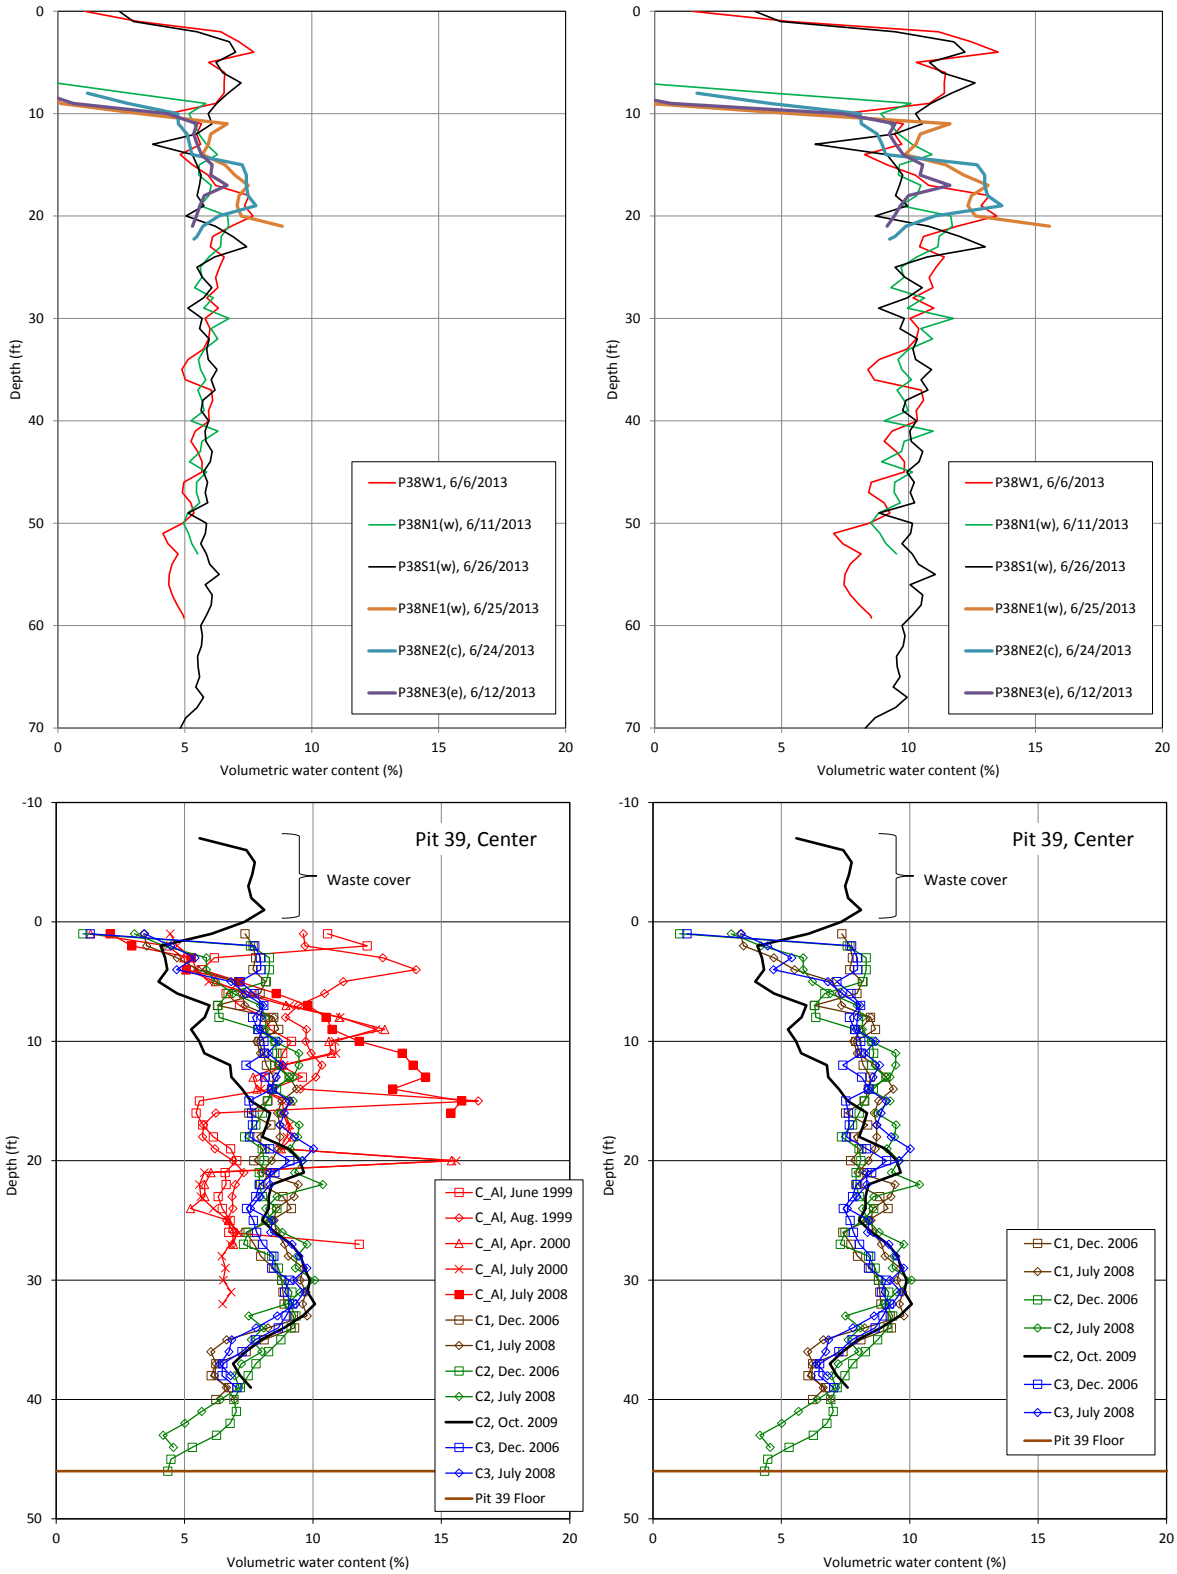 0
10
20
30
40
50
60
70
Depth (ft)
P38W1, 6/6/2013
P38N1(w), 6/11/2013
P38S1(w), 6/26/2013
P38NE1(w), 6/25/2013
P38NE2(c), 6/24/2013
P38NE3(e), 6/12/2013
0 5 10 15 20
Volumetric water content (%)
0
10
20
30
40
50
60
70
Depth (ft)
P38W1, 6/6/2013
P38N1(w), 6/11/2013
P38S1(w), 6/26/2013
P38NE1(w), 6/25/2013
P38NE2(c), 6/24/2013
P38NE3(e), 6/12/2013
0 5 10 15 20
Volumetric water content (%)
-10
0
10
20
30
40
50
Depth (ft)
Pit 39, Center
Waste cover
C_Al, June 1999
C_Al, Aug. 1999
C_Al, Apr. 2000
C_Al, July 2000
C_Al, July 2008
C1, Dec. 2006
C1, July 2008
C2, Dec. 2006
C2, July 2008
C2, Oct. 2009
C3, Dec. 2006
C3, July 2008
Pit 39 Floor
0 5 10 15 20
Volumetric water content (%)
-10
0
10
20
30
40
50
Depth (ft)
Pit 39, Center
Waste cover
C1, Dec. 2006
C1, July 2008
C2, Dec. 2006
C2, July 2008
C2, Oct. 2009
C3, Dec. 2006
C3, July 2008
Pit 39 Floor
0 5 10 15 20
Volumetric water content (%)